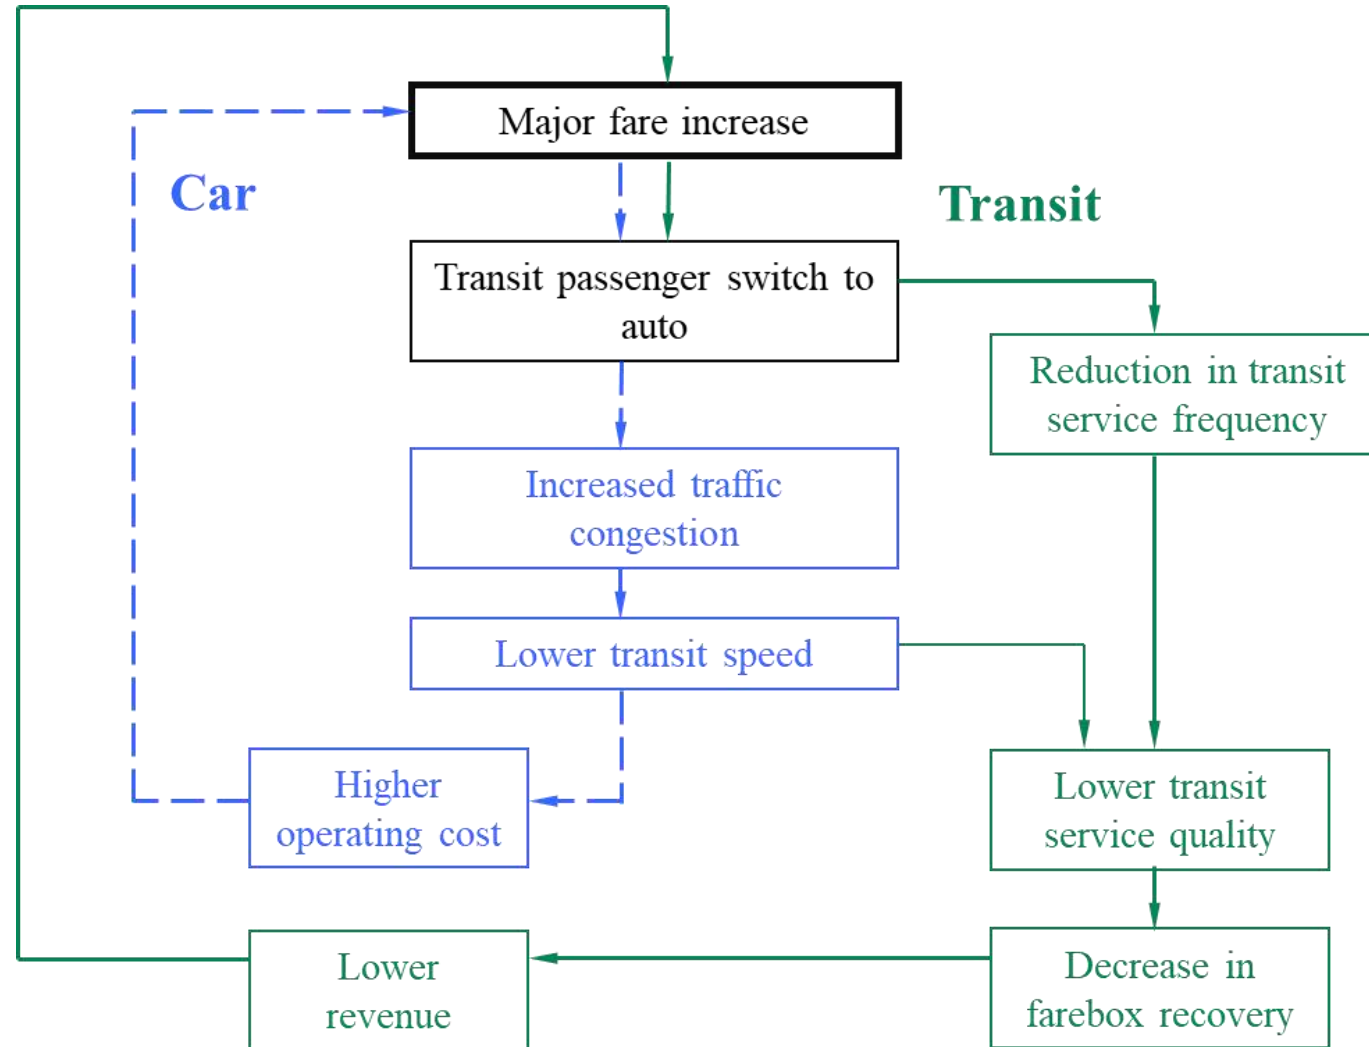 Major fare increase
Car
Transit
Transit passenger switch to
auto
Reduction in transit
service frequency
Increased traffic
congestion
Lower transit speed
Higher
operating cost
Lower transit
service quality
Lower
revenue
Decrease in
farebox recovery